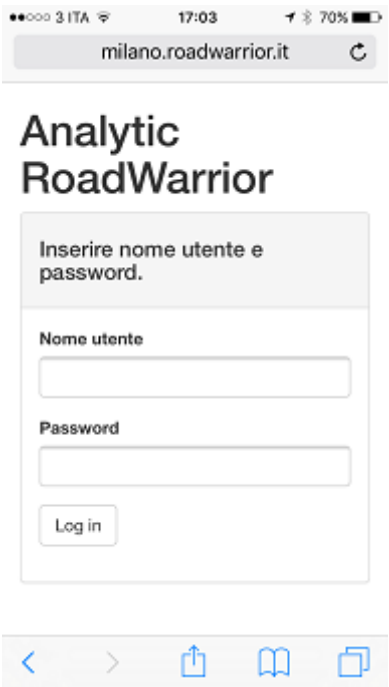 3 ITA 17:03 70%
milano.roadwarrior.it
Analytic
RoadWarrior
Inserire nome utente e
password.
Nome utente
Password
Log in